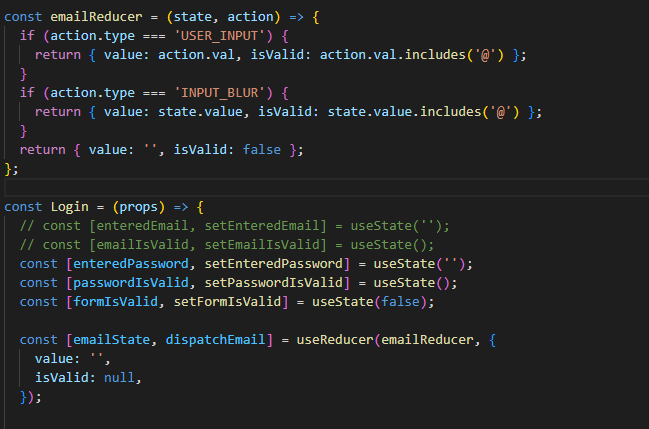 const emailReducer = (state, action) => {
  if (action.type === 'USER_INPUT') {
    return { value: action.val, isValid: action.val.includes('@') };
  }
  if (action.type === 'INPUT_BLUR') {
    return { value: state.value, isValid: state.value.includes('@') };
  }
  return { value: '', isValid: false };
};

const Login = (props) => {
  // const [enteredEmail, setEnteredEmail] = useState('');
  // const [emailIsValid, setEmailIsValid] = useState();
  const [enteredPassword, setEnteredPassword] = useState('');
  const [passwordIsValid, setPasswordIsValid] = useState();
  const [formIsValid, setFormIsValid] = useState(false);

  const [emailState, dispatchEmail] = useReducer(emailReducer, {
    value: '',
    isValid: null,
  });